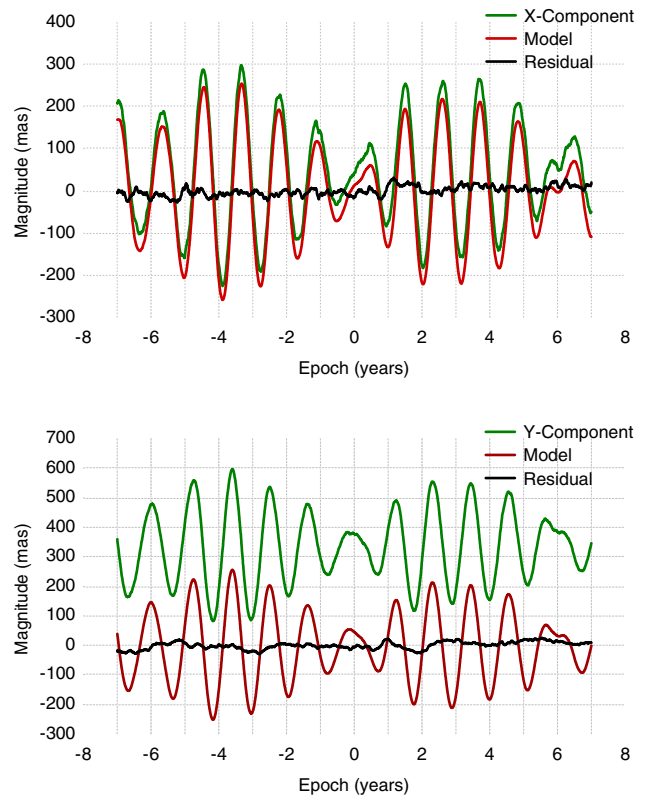 X-Component
Model
Residual
400
300
200
100
0
-100
-200
-300
Magnitude (mas)
-8 -6 -4 -2 0 2 4 6 8
Epoch (years)
Y-Component
Model
Residual
700
600
500
400
300
200
100
0
-100
-200
-300
Magnitude (mas)
-8 -6 -4 -2 0 2 4 6 8
Epoch (years)